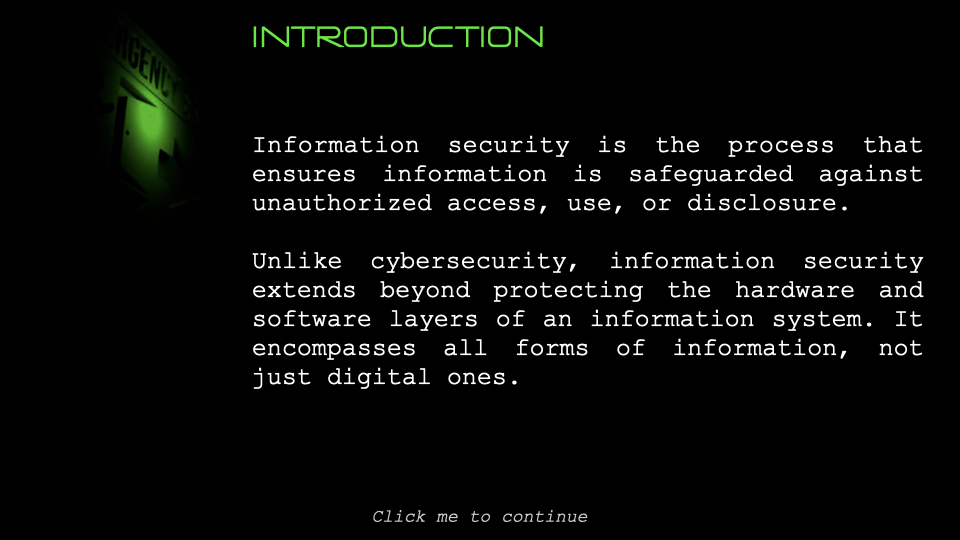 INTRODUCTION
Information security is the process that
ensures information is safeguarded against
unauthorized access, use, or disclosure.
Unlike cybersecurity, information security
extends beyond protecting the hardware and
software layers of an information system. It
encompasses all forms of information, not
just digital ones.
Click me to continue